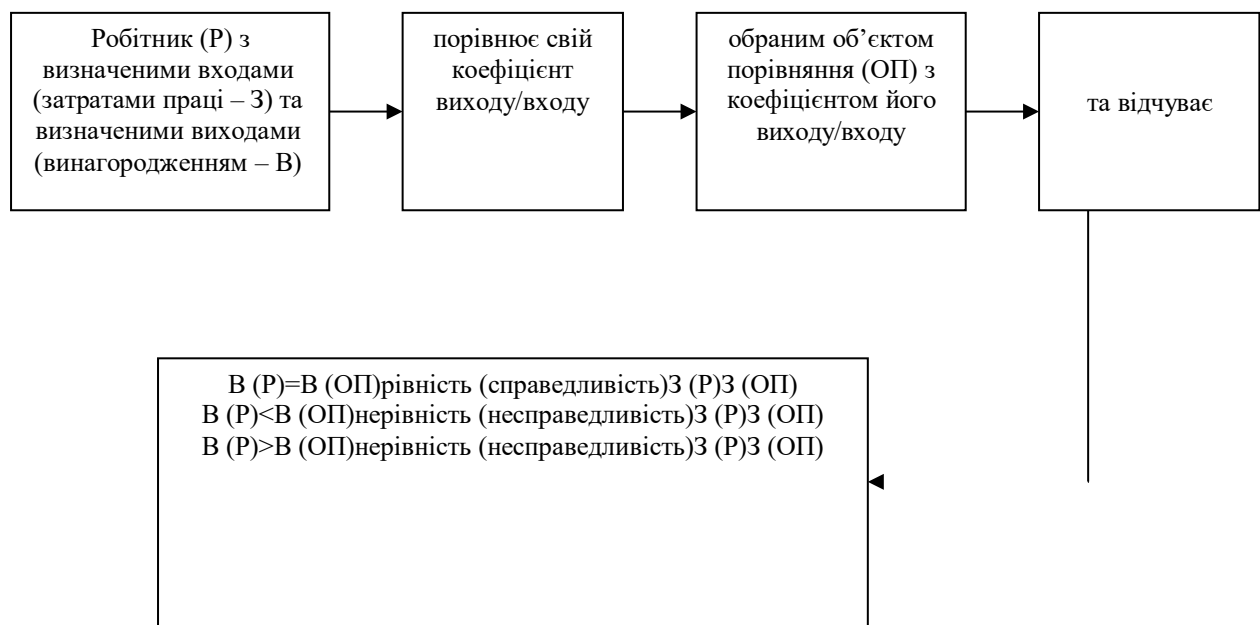 Робітник (Р) з
визначеними входами
(затратами праці – З) та
визначеними виходами
(винагородженням – В)
порівнює свій
коефіцієнт
виходу/входу
обраним об’єктом
порівняння (ОП) з
коефіцієнтом його
виходу/входу
та відчуває
В (Р)=В (ОП)рівність (справедливість)З (Р)З (ОП)
В (Р)<В (ОП)нерівність (несправедливість)З (Р)З (ОП)
В (Р)>В (ОП)нерівність (несправедливість)З (Р)З (ОП)